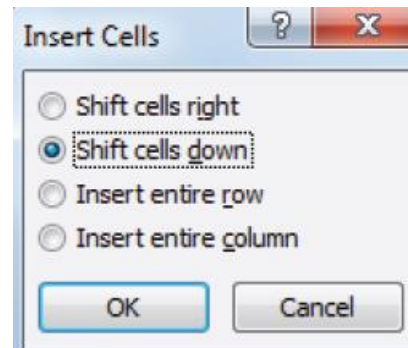 Insert Cells
?
Shift cells right
Shift cells down
Insert entire row
Insert entire column
OK Cancel